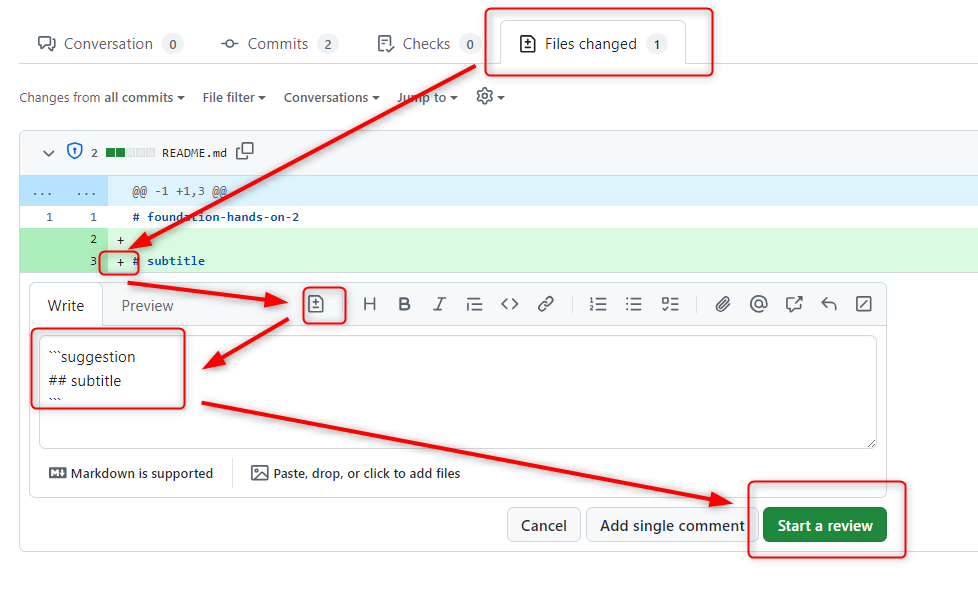 Conversation 0 Commits 2 Checks 0 Files changed 1
Changes from all commits File filter Conversations Jump to
2 README.md
... ... @@ -1 +1,3 @@
1 1 # foundation-hands-on-2
2 +
3 + # subtitle
Write Preview H B I
```suggestion
## subtitle
```
Markdown is supported Paste, drop, or click to add files
Cancel Add single comment Start a review